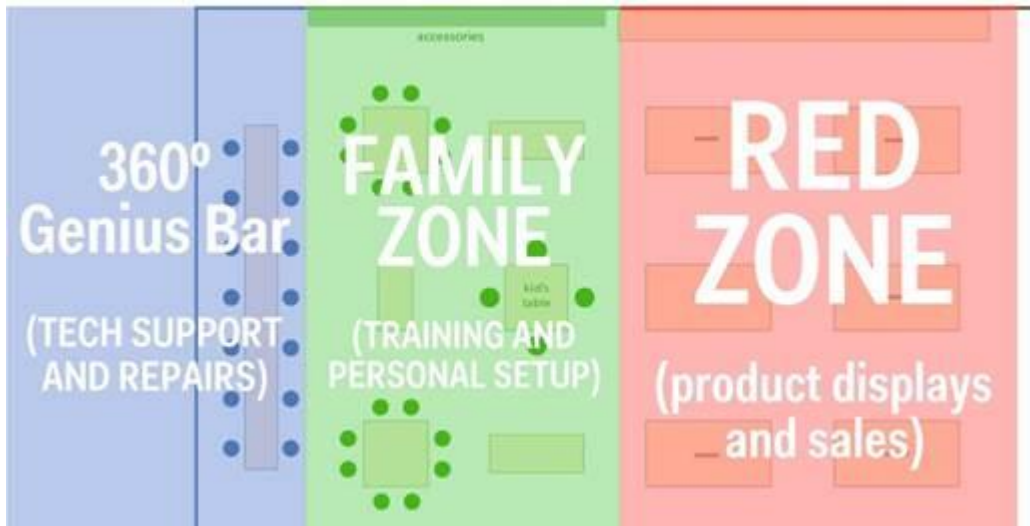 accessories
360º
Genius Bar
(TECH SUPPORT
AND REPAIRS)
FAMILY
ZONE
kid's
table
(TRAINING AND
PERSONAL SETUP)
RED
ZONE
(product displays
and sales)